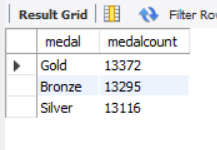 Result Grid Filter Ro
medal medalcount
Gold 13372
Bronze 13295
Silver 13116